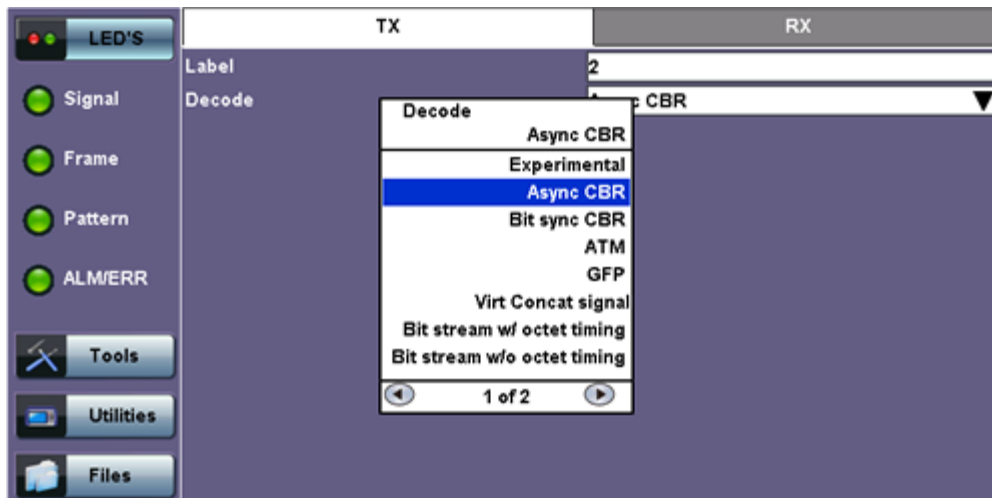 LED'S
TX
RX
Label
2
Signal
Decode
CBR
Decode
Async CBR
Experimental
Frame
Async CBR
Bit sync CBR
Pattern
ATM
GFP
ALM/ERR
Virt Concat signal
Bit stream w/ octet timing
Bit stream w/o octet timing
Tools
1 of 2
Utilities
Files